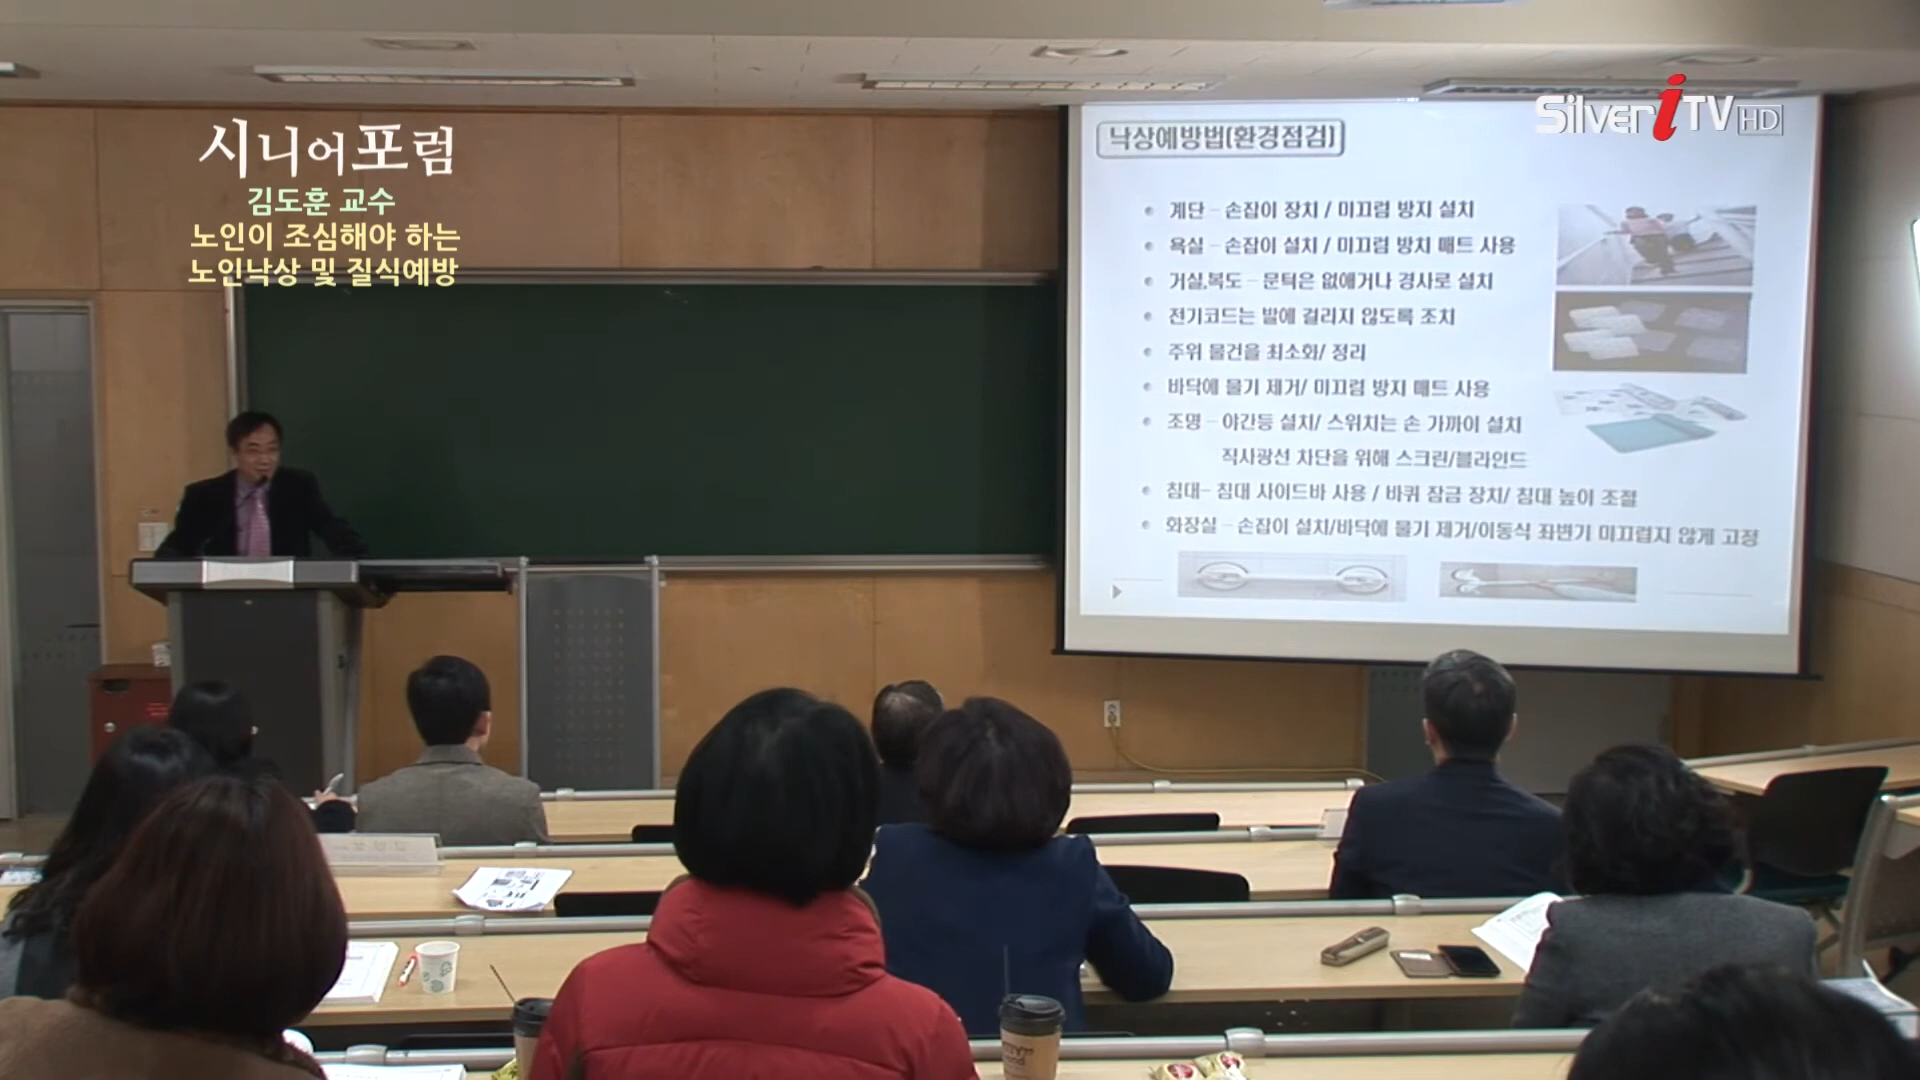 시니어포럼
김도훈 교수
노인이 조심해야 하는
노인낙상 및 질식예방
Silver i TV HD
낙상예방법(환경점검)
계단 – 손잡이 장치 / 미끄럼 방지 설치
욕실 – 손잡이 설치 / 미끄럼 방치 매트 사용
거실,복도 – 문턱은 없애거나 경사로 설치
전기코드는 발에 걸리지 않도록 조치
주위 물건을 최소화/ 정리
바닥에 물기 제거/ 미끄럼 방지 매트 사용
조명 – 야간등 설치/ 스위치는 손 가까이 설치
직사광선 차단을 위해 스크린/블라인드
침대– 침대 사이드바 사용 / 바퀴 잠금 장치/ 침대 높이 조절
화장실 – 손잡이 설치/바닥에 물기 제거/이동식 좌변기 미끄럽지 않게 고정